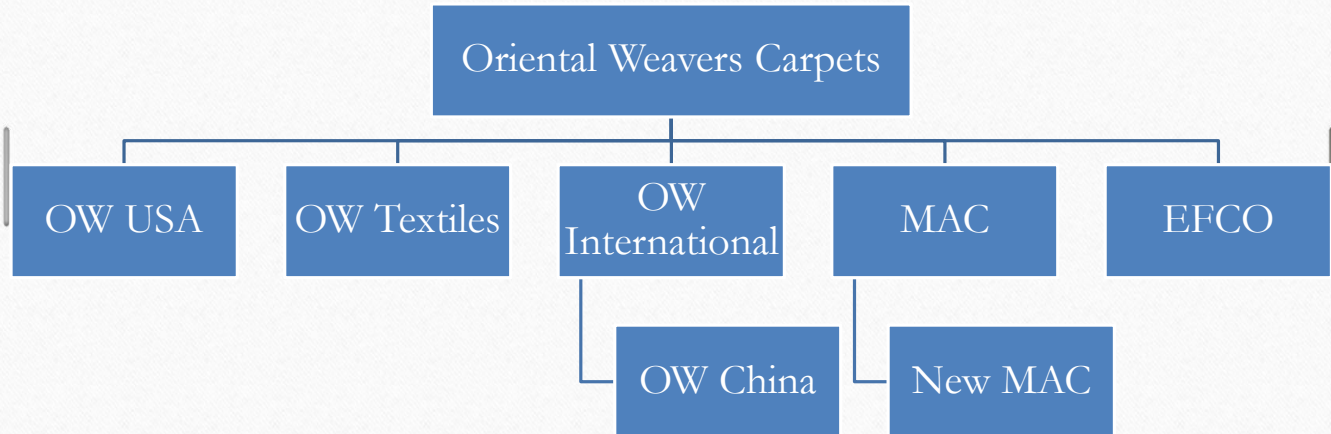 Oriental Weavers Carpets
OW USA
OW Textiles
OW
International
MAC
EFCO
OW China
New MAC